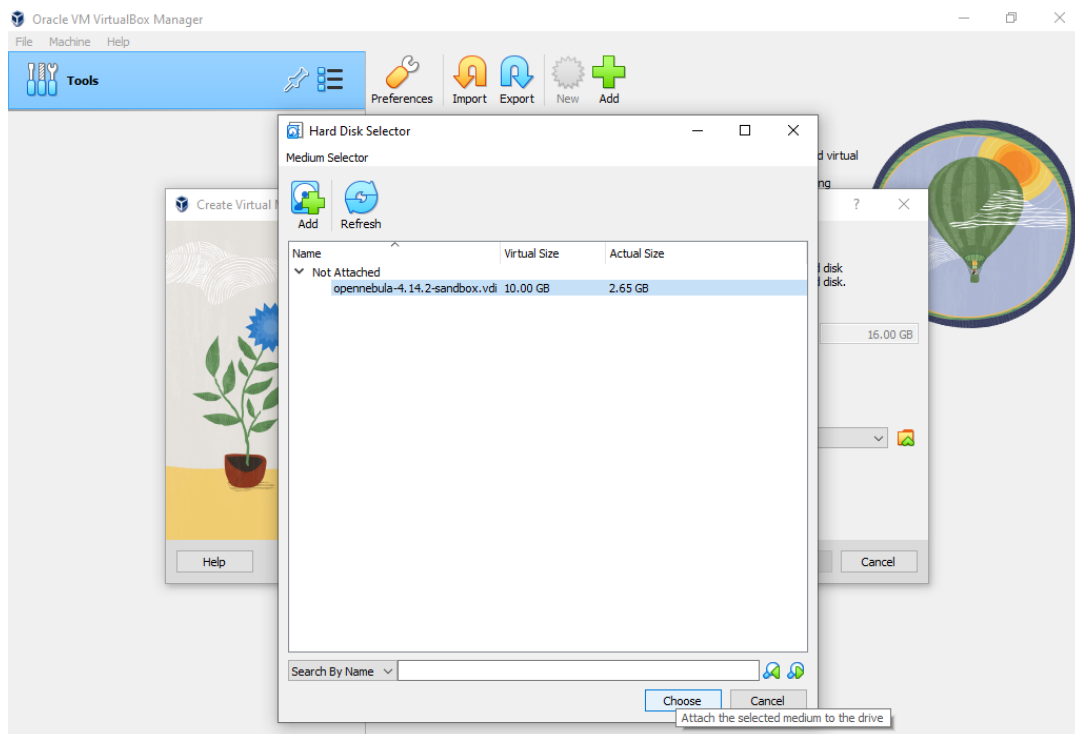 Oracle VM VirtualBox Manager
File Machine Help
Tools
Preferences Import Export New Add
Hard Disk Selector
Medium Selector
d virtual
ng
Create Virtual
? 
Add Refresh
Name Virtual Size Actual Size
Not Attached
disk
opennebula-4.14.2-sandbox.vdi 10.00 GB 2.65 GB
disk.
16.00 GB
Help
Cancel
Search By Name
Choose Cancel
Attach the selected medium to the drive